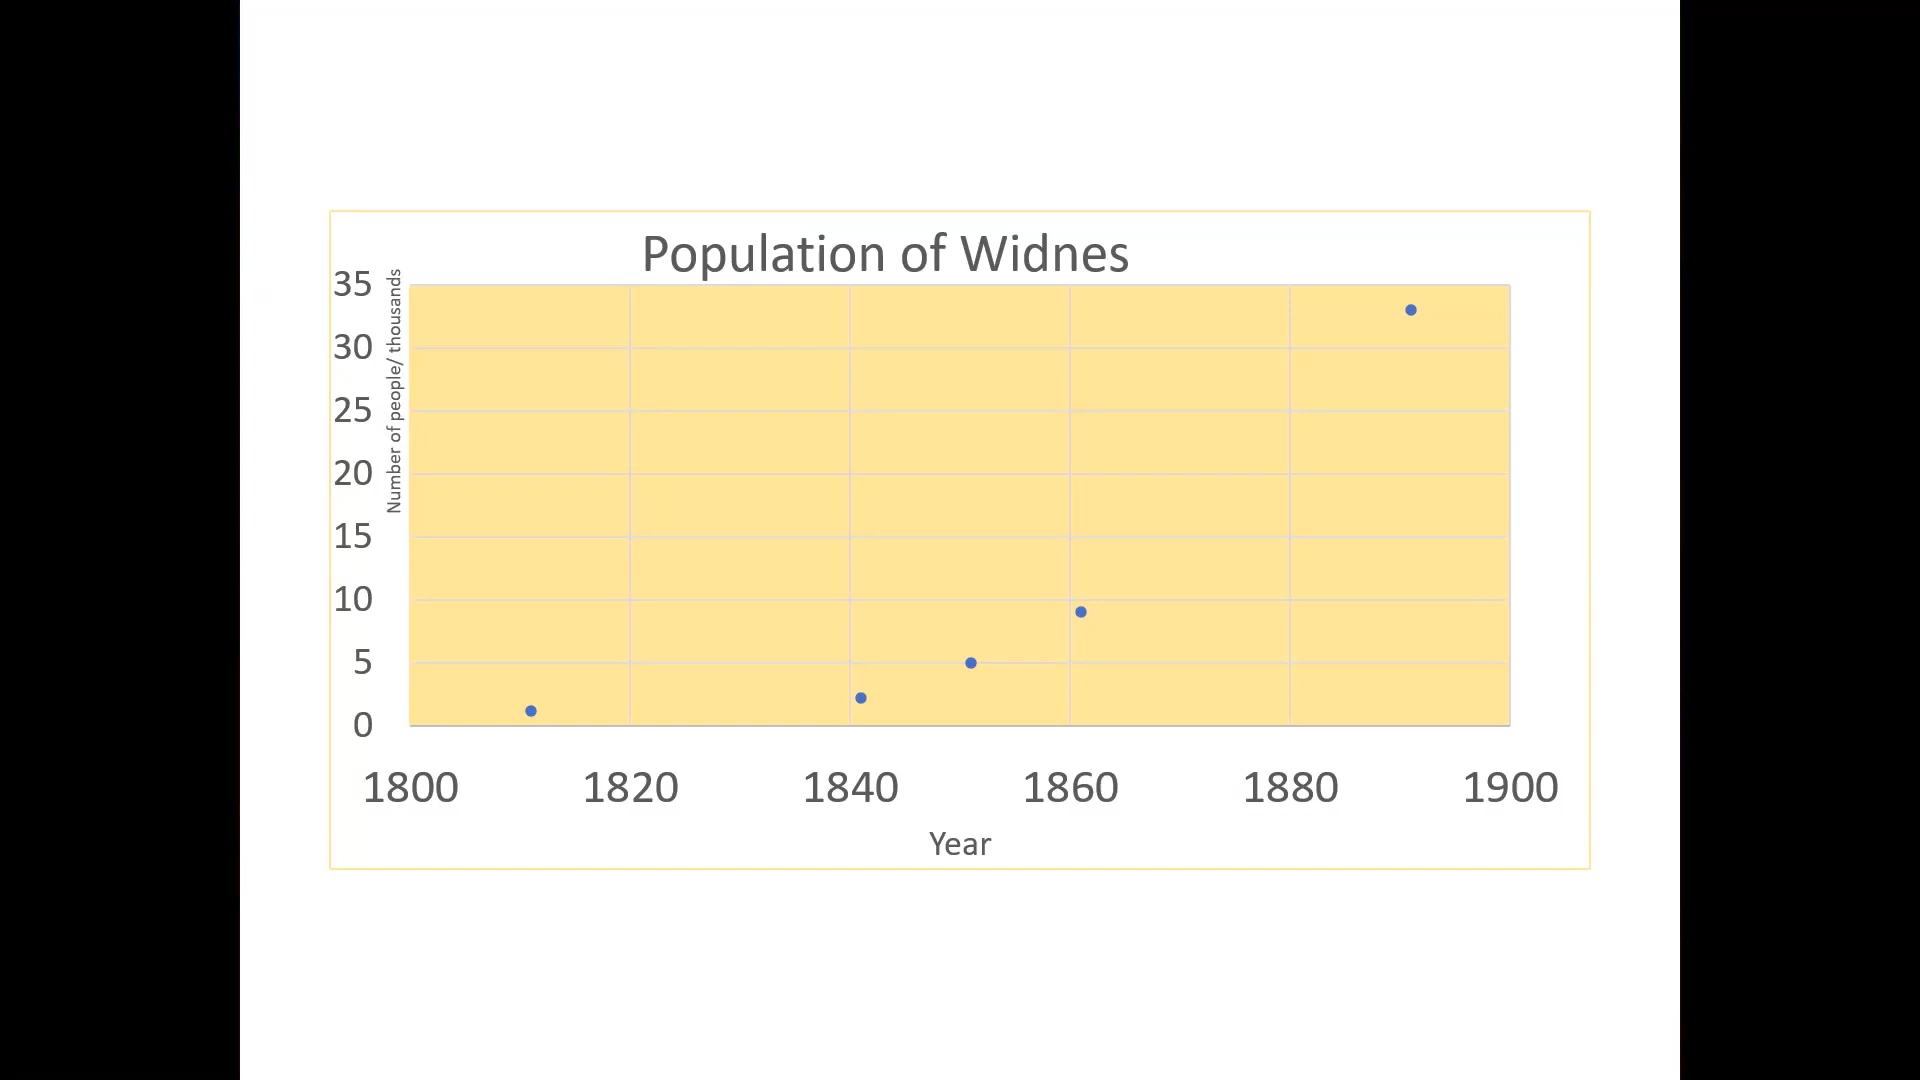 Population of Widnes
Number of people/ thousands
35
30
25
20
15
10
5
0
1800 1820 1840 1860 1880 1900
Year